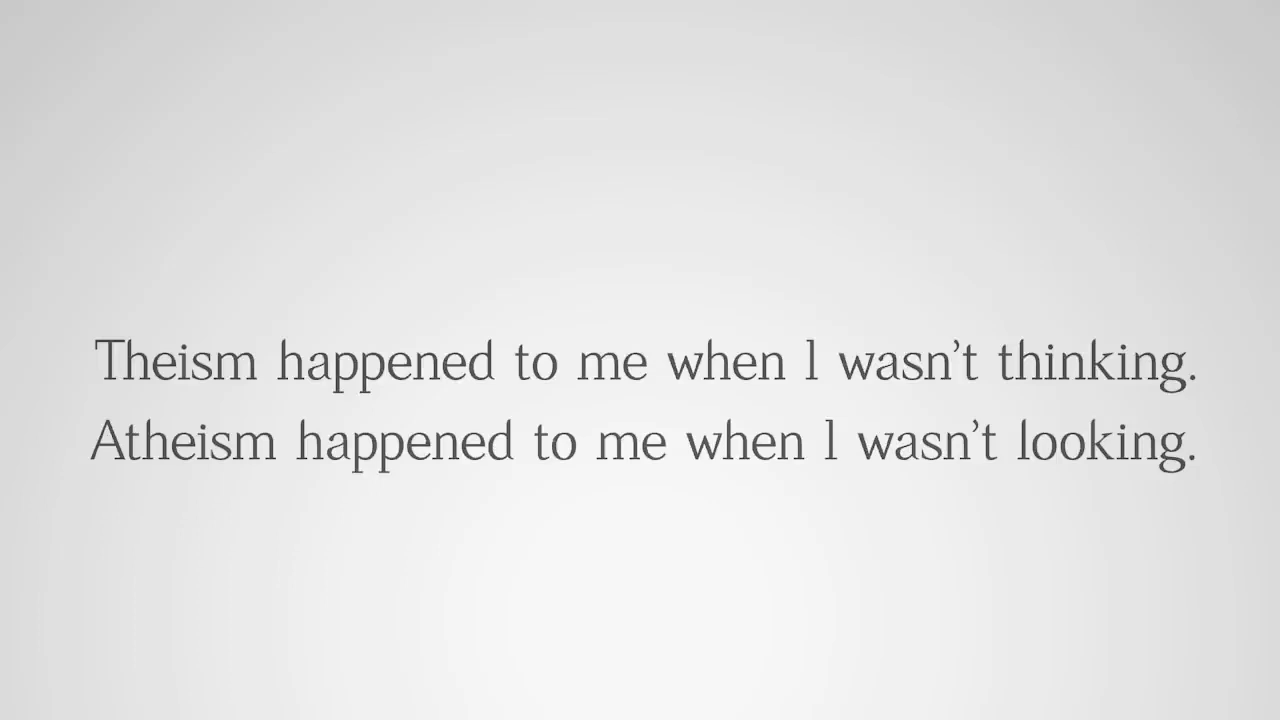 Theism happened to me when I wasn’t thinking.
Atheism happened to me when I wasn’t looking.